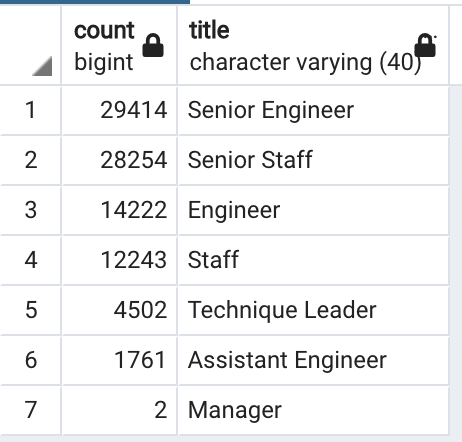 count title
bigint character varying (40)
1 29414 Senior Engineer
2 28254 Senior Staff
3 14222 Engineer
4 12243 Staff
5 4502 Technique Leader
6 1761 Assistant Engineer
7 2 Manager